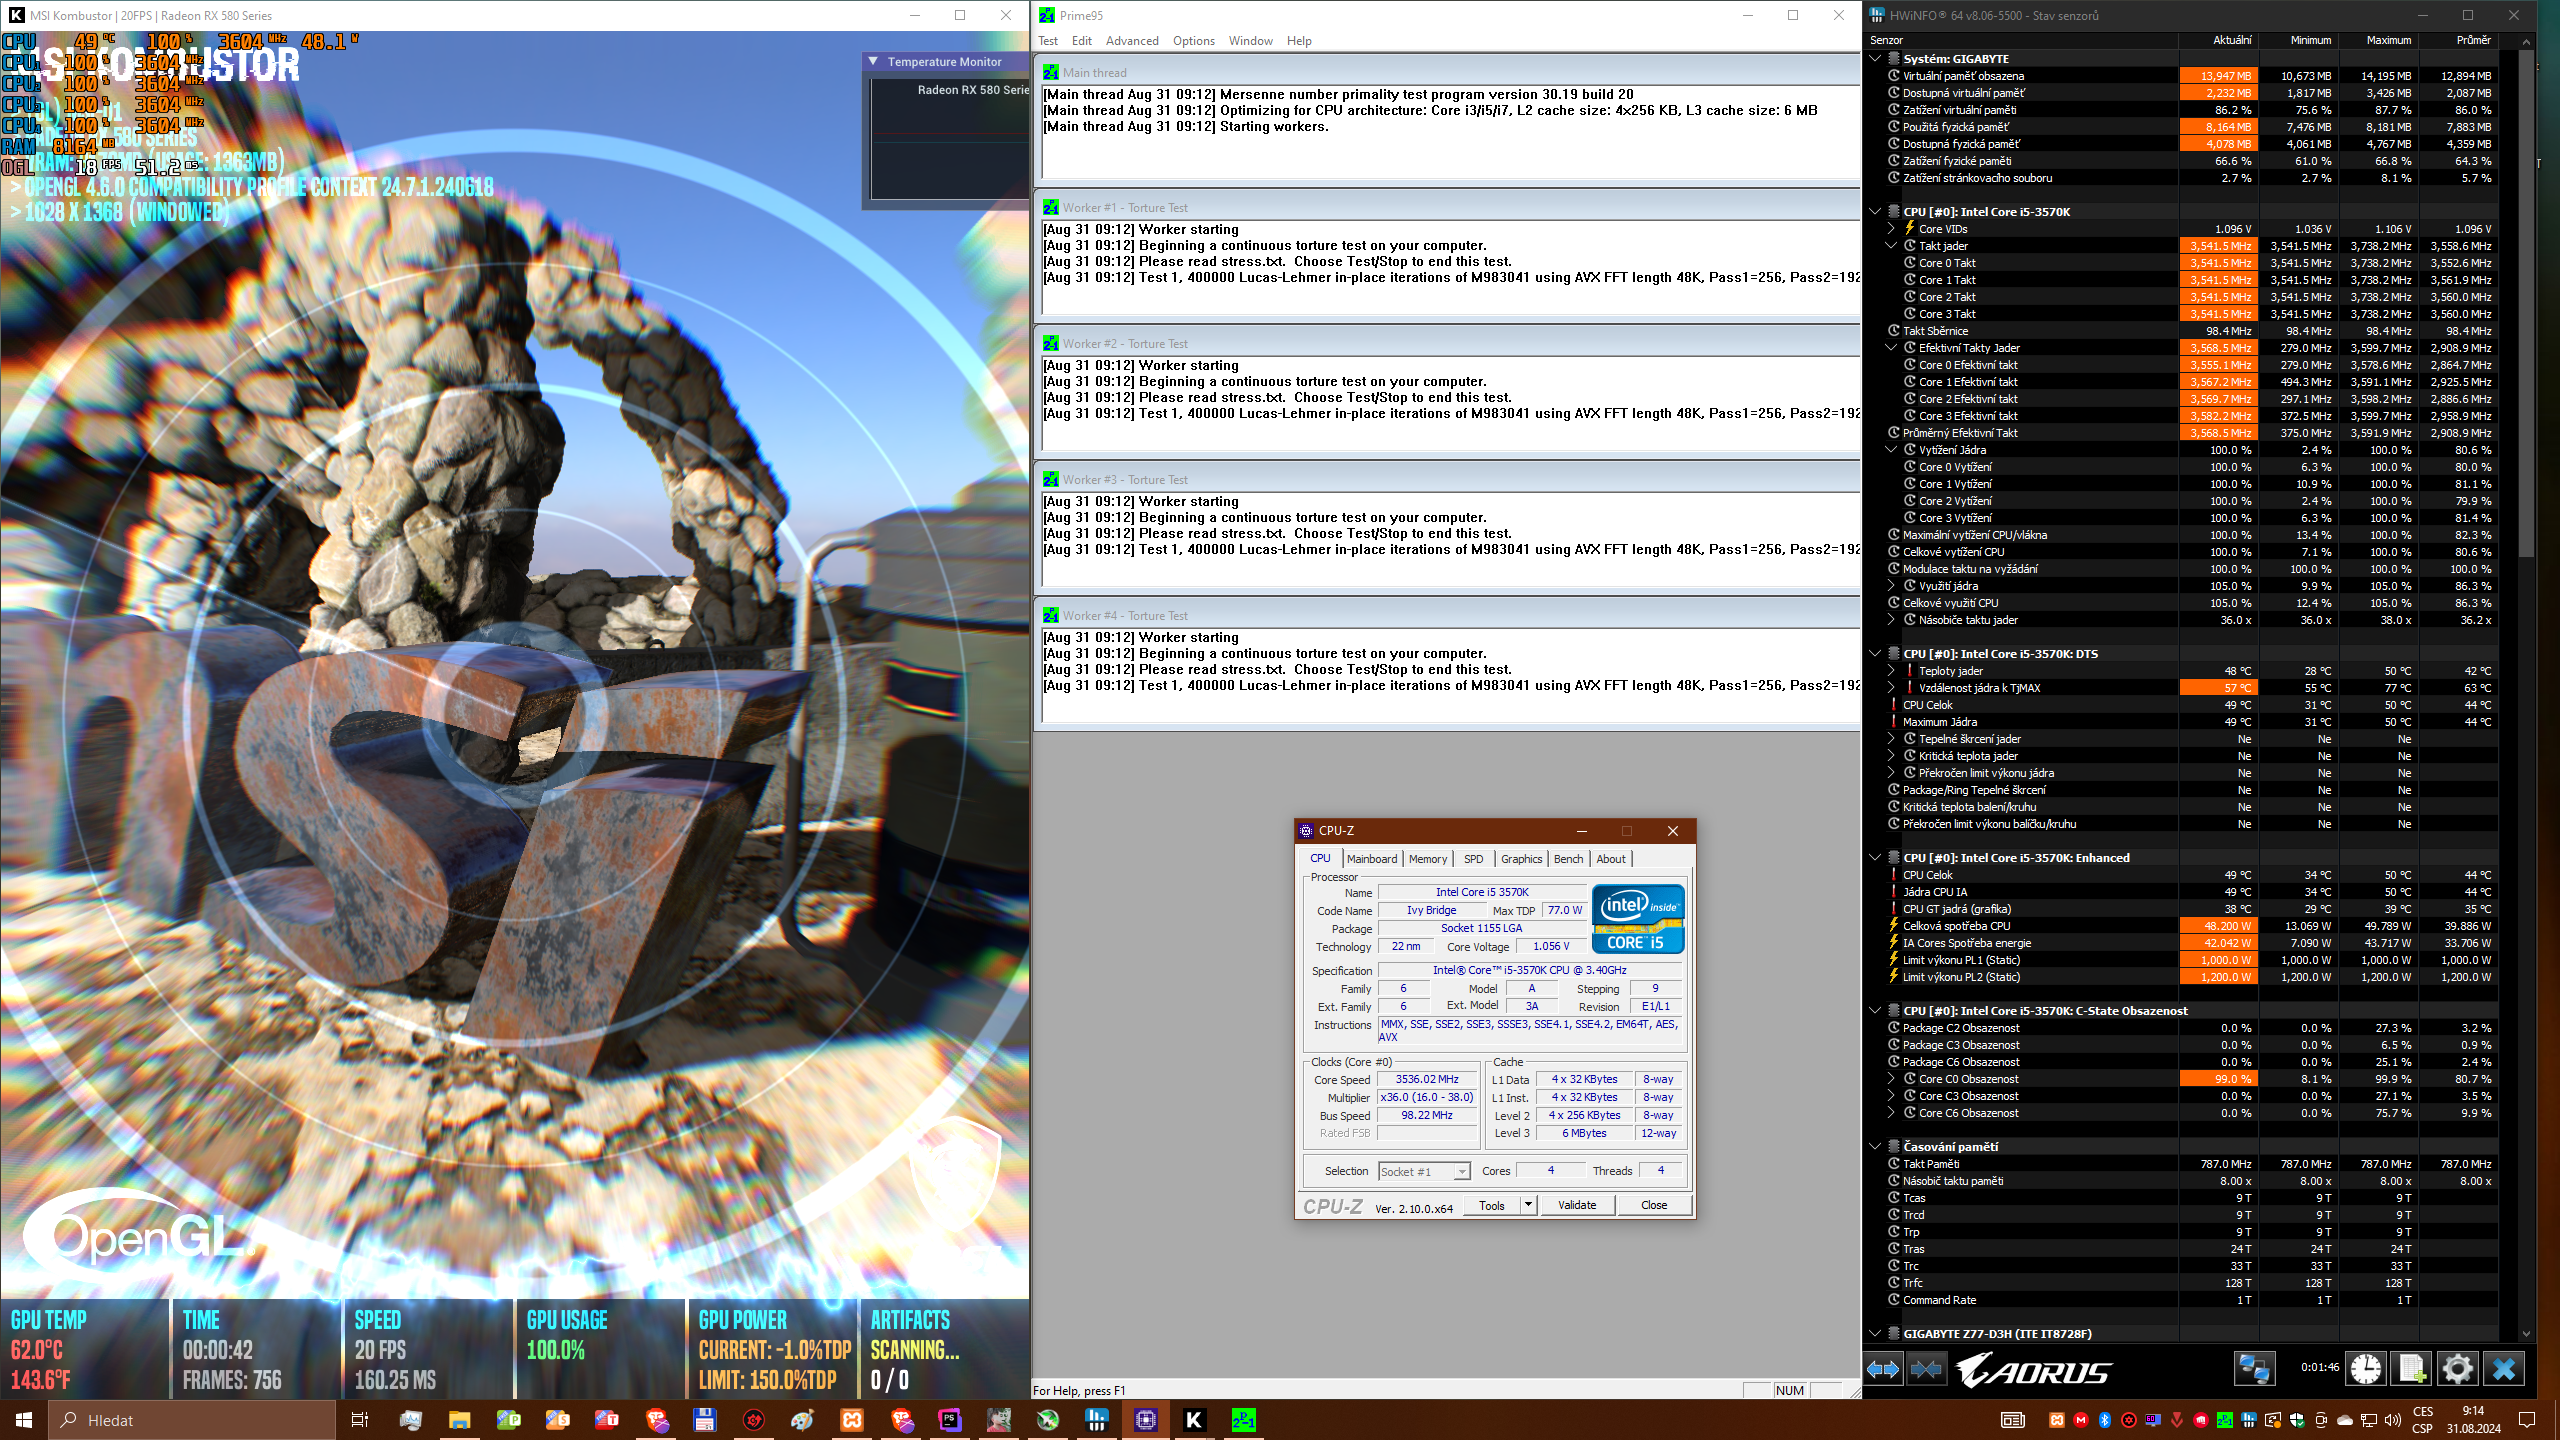 MSI Kombustor | 20FPS | Radeon RX 580 Series
CPU 49 °C 100 % 3604 MHz 48.1 W
MSI KOMBUSTOR
CPU1 100 % 3604 MHz
CPU2 100 % 3604 MHz
CPU3 100 % 3604 MHz
CPU4 100 % 3604 MHz
580 SERIES
RAM 8164 MB
1363MB)
OGL 18 FPS 51.2 ms
> OPENGL 4.6.0 COMPATIBILITY PROFILE CONTEXT 24.7.1.240618
> 1028 X 1368 (WINDOWED)
Temperature Monitor
Radeon RX 580 Serie
OpenGL
GPU TEMP
62.0°C
143.6°F
TIME
00:00:42
FRAMES: 756
SPEED
20 FPS
160.25 MS
GPU USAGE
100.0%
GPU POWER
CURRENT: -1.0%TDP
LIMIT: 150.0%TDP
ARTIFACTS
SCANNING...
0 / 0
Prime95
Test Edit Advanced Options Window Help
Main thread
[Main thread Aug 31 09:12] Mersenne number primality test program version 30.19 build 20
[Main thread Aug 31 09:12] Optimizing for CPU architecture: Core i3/i5/i7, L2 cache size: 4x256 KB, L3 cache size: 6 MB
[Main thread Aug 31 09:12] Starting workers.
Worker #1 - Torture Test
[Aug 31 09:12] Worker starting
[Aug 31 09:12] Beginning a continuous torture test on your computer.
[Aug 31 09:12] Please read stress.txt.  Choose Test/Stop to end this test.
[Aug 31 09:12] Test 1, 400000 Lucas-Lehmer in-place iterations of M983041 using AVX FFT length 48K, Pass1=256, Pass2=192
Worker #2 - Torture Test
[Aug 31 09:12] Worker starting
[Aug 31 09:12] Beginning a continuous torture test on your computer.
[Aug 31 09:12] Please read stress.txt.  Choose Test/Stop to end this test.
[Aug 31 09:12] Test 1, 400000 Lucas-Lehmer in-place iterations of M983041 using AVX FFT length 48K, Pass1=256, Pass2=192
Worker #3 - Torture Test
[Aug 31 09:12] Worker starting
[Aug 31 09:12] Beginning a continuous torture test on your computer.
[Aug 31 09:12] Please read stress.txt.  Choose Test/Stop to end this test.
[Aug 31 09:12] Test 1, 400000 Lucas-Lehmer in-place iterations of M983041 using AVX FFT length 48K, Pass1=256, Pass2=192
Worker #4 - Torture Test
[Aug 31 09:12] Worker starting
[Aug 31 09:12] Beginning a continuous torture test on your computer.
[Aug 31 09:12] Please read stress.txt.  Choose Test/Stop to end this test.
[Aug 31 09:12] Test 1, 400000 Lucas-Lehmer in-place iterations of M983041 using AVX FFT length 48K, Pass1=256, Pass2=192
CPU-Z
CPU Mainboard Memory SPD Graphics Bench About
Processor
Name Intel Core i5 3570K
Code Name Ivy Bridge Max TDP 77.0 W
Package Socket 1155 LGA
Technology 22 nm Core Voltage 1.056 V
intel inside™
CORE™ i5
Specification Intel® Core™ i5-3570K CPU @ 3.40GHz
Family 6 Model A Stepping 9
Ext. Family 6 Ext. Model 3A Revision E1/L1
Instructions MMX, SSE, SSE2, SSE3, SSSE3, SSE4.1, SSE4.2, EM64T, AES,
AVX
Clocks (Core #0) Cache
Core Speed 3536.02 MHz L1 Data 4 x 32 KBytes 8-way
Multiplier x36.0 (16.0 - 38.0) L1 Inst. 4 x 32 KBytes 8-way
Bus Speed 98.22 MHz Level 2 4 x 256 KBytes 8-way
Rated FSB Level 3 6 MBytes 12-way
Selection Socket #1 Cores 4 Threads 4
CPU-Z Ver. 2.10.0.x64 Tools Validate Close
For Help, press F1 NUM
HWiNFO® 64 v8.06-5500 - Stav senzorů
Senzor Aktuální Minimum Maximum Průměr
Systém: GIGABYTE
Virtuální paměť obsazena 13,947 MB 10,673 MB 14,195 MB 12,894 MB
Dostupná virtuální paměť 2,232 MB 1,817 MB 3,426 MB 2,087 MB
Zatížení virtuální paměti 86.2 % 75.6 % 87.7 % 86.0 %
Použitá fyzická paměť 8,164 MB 7,476 MB 8,181 MB 7,883 MB
Dostupná fyzická paměť 4,078 MB 4,061 MB 4,767 MB 4,359 MB
Zatížení fyzické paměti 66.6 % 61.0 % 66.8 % 64.3 %
Zatížení stránkovacího souboru 2.7 % 2.7 % 8.1 % 5.7 %
CPU [#0]: Intel Core i5-3570K
Core VIDs 1.096 V 1.036 V 1.106 V 1.096 V
Takt jader 3,541.5 MHz 3,541.5 MHz 3,738.2 MHz 3,558.6 MHz
Core 0 Takt 3,541.5 MHz 3,541.5 MHz 3,738.2 MHz 3,552.6 MHz
Core 1 Takt 3,541.5 MHz 3,541.5 MHz 3,738.2 MHz 3,561.9 MHz
Core 2 Takt 3,541.5 MHz 3,541.5 MHz 3,738.2 MHz 3,560.0 MHz
Core 3 Takt 3,541.5 MHz 3,541.5 MHz 3,738.2 MHz 3,560.0 MHz
Takt Sběrnice 98.4 MHz 98.4 MHz 98.4 MHz 98.4 MHz
Efektivní Takty Jader 3,568.5 MHz 279.0 MHz 3,599.7 MHz 2,908.9 MHz
Core 0 Efektivní takt 3,555.1 MHz 279.0 MHz 3,578.6 MHz 2,864.7 MHz
Core 1 Efektivní takt 3,567.2 MHz 494.3 MHz 3,591.1 MHz 2,925.5 MHz
Core 2 Efektivní takt 3,569.7 MHz 297.1 MHz 3,598.2 MHz 2,886.6 MHz
Core 3 Efektivní takt 3,582.2 MHz 372.5 MHz 3,599.7 MHz 2,958.9 MHz
Průměrný Efektivní Takt 3,568.5 MHz 375.0 MHz 3,591.9 MHz 2,908.9 MHz
Vytížení Jádra 100.0 % 2.4 % 100.0 % 80.6 %
Core 0 Vytížení 100.0 % 6.3 % 100.0 % 80.0 %
Core 1 Vytížení 100.0 % 10.9 % 100.0 % 81.1 %
Core 2 Vytížení 100.0 % 2.4 % 100.0 % 79.9 %
Core 3 Vytížení 100.0 % 6.3 % 100.0 % 81.4 %
Maximální vytížení CPU/vlákna 100.0 % 13.4 % 100.0 % 82.3 %
Celkové vytížení CPU 100.0 % 7.1 % 100.0 % 80.6 %
Modulace taktu na vyžádání 100.0 % 100.0 % 100.0 % 100.0 %
Využití jádra 105.0 % 9.9 % 105.0 % 86.3 %
Celkové využití CPU 105.0 % 12.4 % 105.0 % 86.3 %
Násobiče taktu jader 36.0 x 36.0 x 38.0 x 36.2 x
CPU [#0]: Intel Core i5-3570K: DTS
Teploty jader 48 °C 28 °C 50 °C 42 °C
Vzdálenost jádra k TjMAX 57 °C 55 °C 77 °C 63 °C
CPU Celok 49 °C 31 °C 50 °C 44 °C
Maximum Jádra 49 °C 31 °C 50 °C 44 °C
Tepelné škrcení jader Ne Ne Ne
Kritická teplota jader Ne Ne Ne
Překročen limit výkonu jádra Ne Ne Ne
Package/Ring Tepelné škrcení Ne Ne Ne
Kritická teplota balení/kruhu Ne Ne Ne
Překročen limit výkonu balíčku/kruhu Ne Ne Ne
CPU [#0]: Intel Core i5-3570K: Enhanced
CPU Celok 49 °C 34 °C 50 °C 44 °C
Jádra CPU IA 49 °C 34 °C 50 °C 44 °C
CPU GT jadrá (grafika) 38 °C 29 °C 39 °C 35 °C
Celková spotřeba CPU 48.200 W 13.069 W 49.789 W 39.886 W
IA Cores Spotřeba energie 42.042 W 7.090 W 43.717 W 33.706 W
Limit výkonu PL1 (Static) 1,000.0 W 1,000.0 W 1,000.0 W 1,000.0 W
Limit výkonu PL2 (Static) 1,200.0 W 1,200.0 W 1,200.0 W 1,200.0 W
CPU [#0]: Intel Core i5-3570K: C-State Obsazenost
Package C2 Obsazenost 0.0 % 0.0 % 27.3 % 3.2 %
Package C3 Obsazenost 0.0 % 0.0 % 6.5 % 0.9 %
Package C6 Obsazenost 0.0 % 0.0 % 25.1 % 2.4 %
Core C0 Obsazenost 99.0 % 8.1 % 99.9 % 80.7 %
Core C3 Obsazenost 0.0 % 0.0 % 27.1 % 3.5 %
Core C6 Obsazenost 0.0 % 0.0 % 75.7 % 9.9 %
Časování pamětí
Takt Paměti 787.0 MHz 787.0 MHz 787.0 MHz 787.0 MHz
Násobič taktu paměti 8.00 x 8.00 x 8.00 x 8.00 x
Tcas 9 T 9 T 9 T
Trcd 9 T 9 T 9 T
Trp 9 T 9 T 9 T
Tras 24 T 24 T 24 T
Trc 33 T 33 T 33 T
Trfc 128 T 128 T 128 T
Command Rate 1 T 1 T 1 T
GIGABYTE Z77-D3H (ITE IT8728F)
AORUS 0:01:46
Hledat
CES
CSP
9:14
31.08.2024